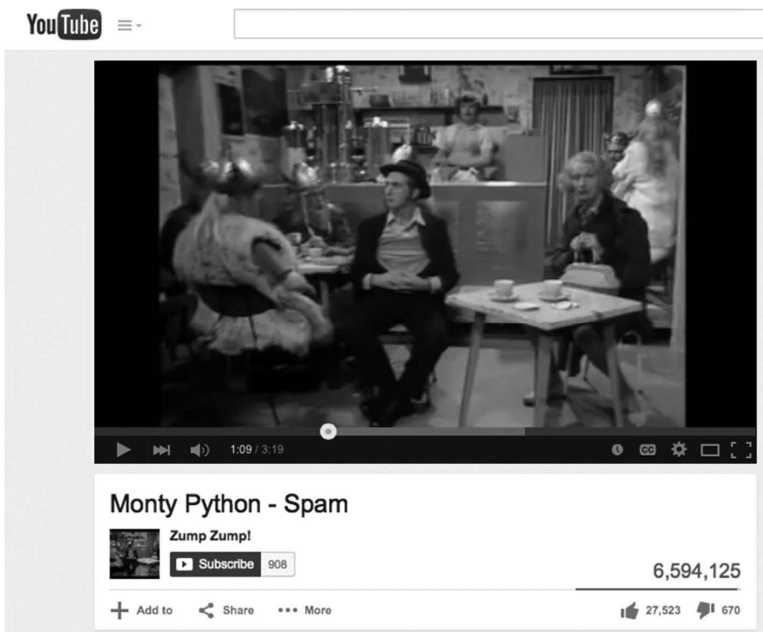 YouTube
1:09 / 3:19
CC
Monty Python - Spam
Zump Zump!
Subscribe 908
6,594,125
Add to Share More
27,523 670